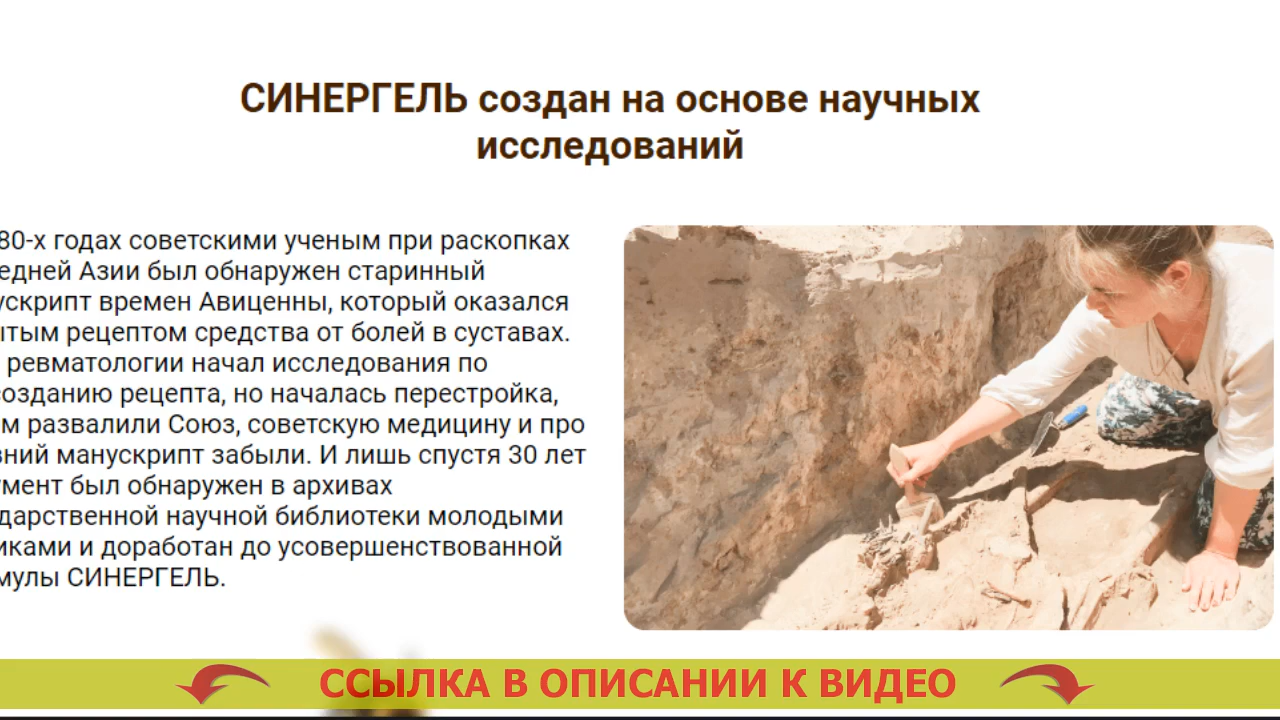 СИНЕРГЕЛЬ создан на основе научных
исследований
80-х годах советскими ученым при раскопках
едней Азии был обнаружен старинный
ускрипт времен Авиценны, который оказался
ытым рецептом средства от болей в суставах.
ревматологии начал исследования по
созданию рецепта, но началась перестройка,
м развалили Союз, советскую медицину и про
вний манускрипт забыли. И лишь спустя 30 лет
умент был обнаружен в архивах
дарственной научной библиотеки молодыми
иками и доработан до усовершенствованной
мулы СИНЕРГЕЛЬ.
ССЫЛКА В ОПИСАНИИ К ВИДЕО